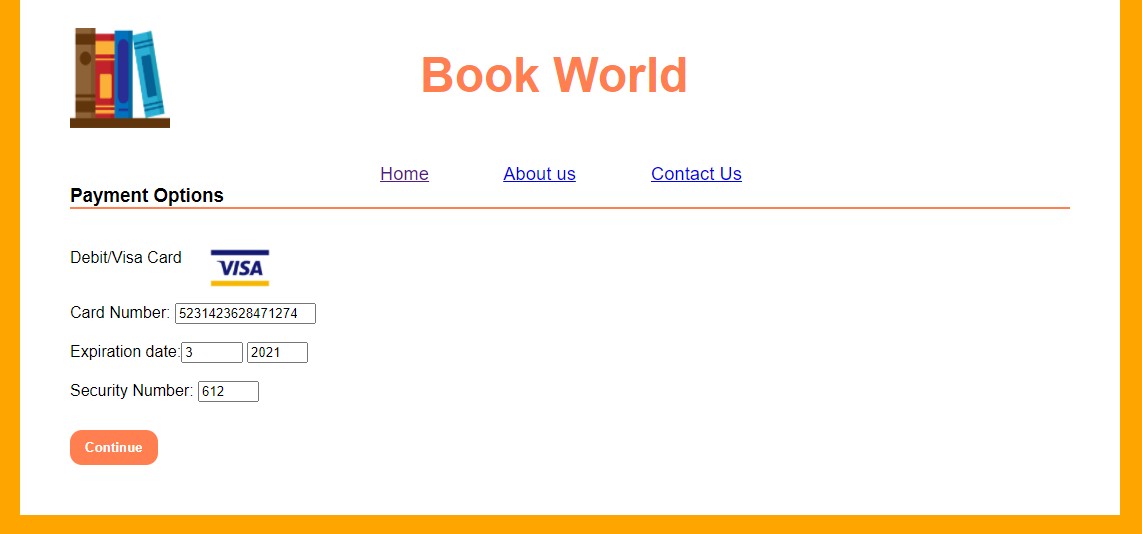 Book World
Home About us Contact Us
Payment Options
Debit/Visa Card VISA
Card Number: 5231423628471274
Expiration date: 3 2021
Security Number: 612
Continue